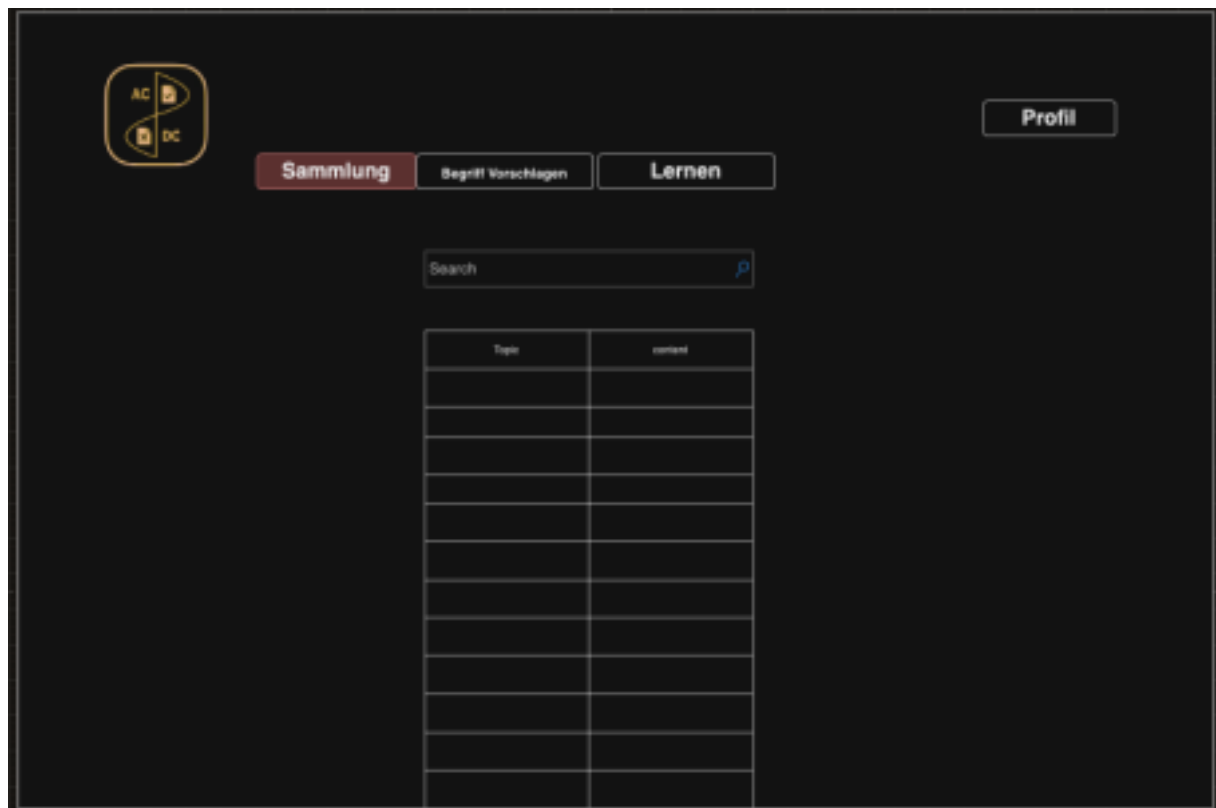 AC
DC
Profil
Sammlung
Begriff Vorschlagen
Lernen
Search
Topic
content